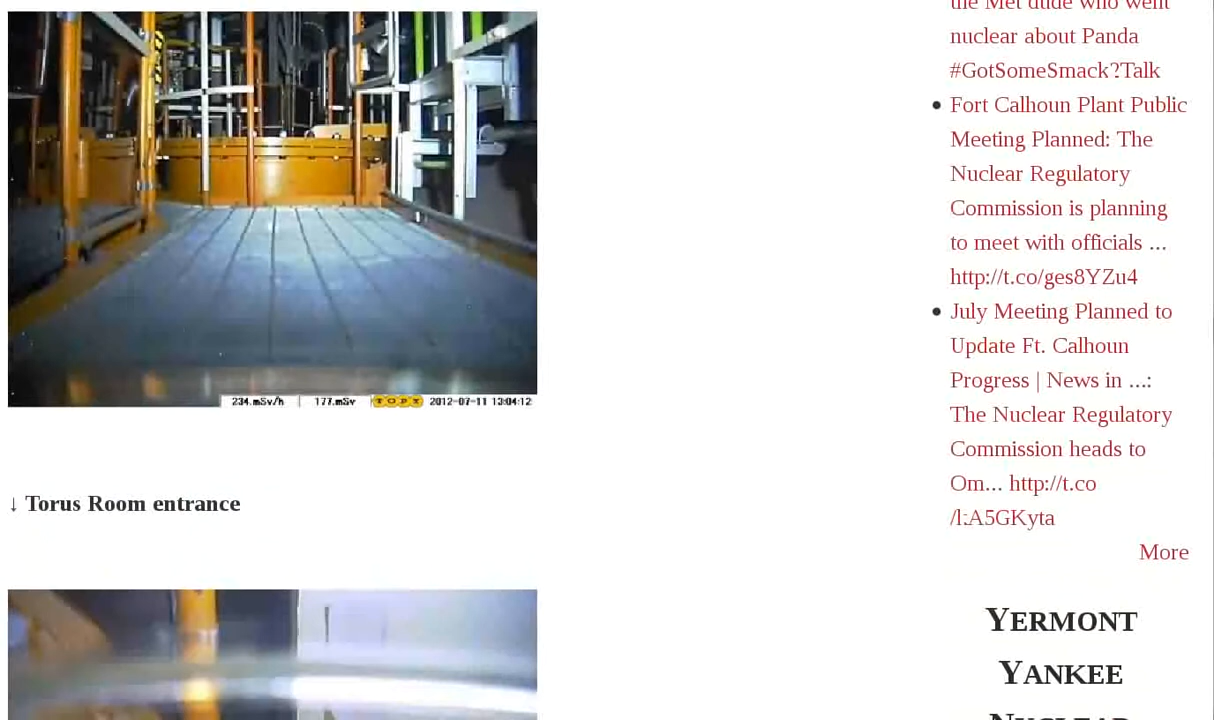 234.mSv/h 177.mSv TOPY 2012-07-11 13:04:12
↓ Torus Room entrance
the Met dude who went
nuclear about Panda
#GotSomeSmack?Talk
• Fort Calhoun Plant Public
Meeting Planned: The
Nuclear Regulatory
Commission is planning
to meet with officials ...
http://t.co/ges8YZu4
• July Meeting Planned to
Update Ft. Calhoun
Progress | News in ...:
The Nuclear Regulatory
Commission heads to
Om... http://t.co
More
YERMONT
YANKEE
NUCLEAR